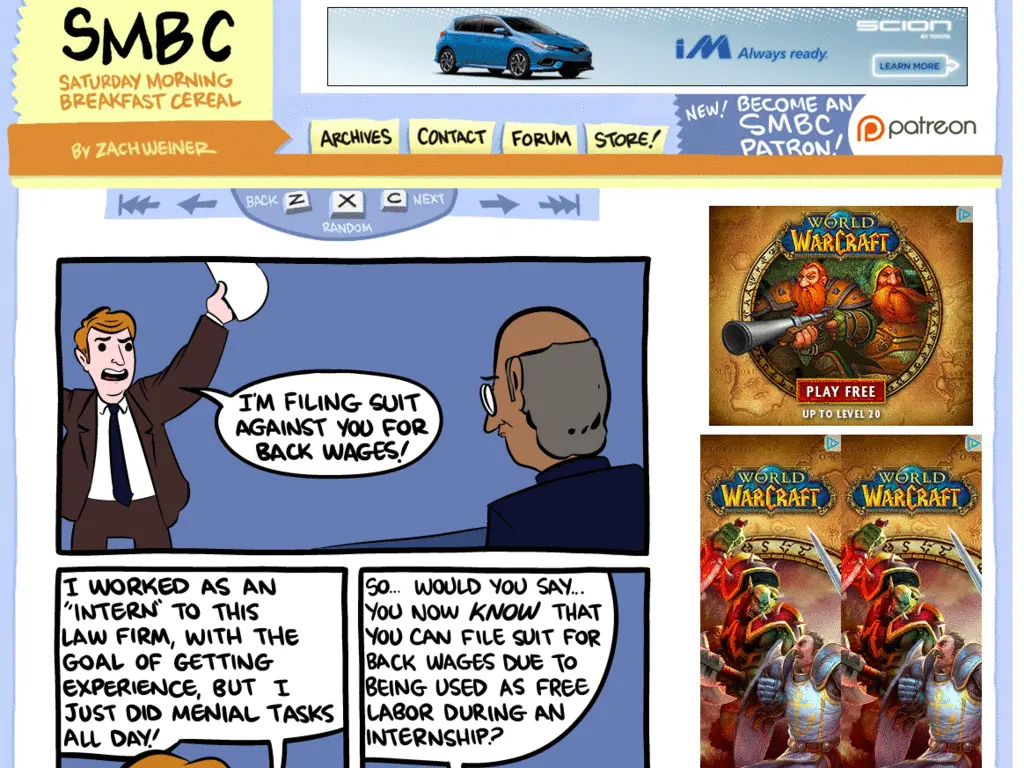 SMBC
SATURDAY MORNING
BREAKFAST CEREAL
BY ZACH WEINER
SCION
BY TOYOTA
iM Always ready.
LEARN MORE
ARCHIVES
CONTACT
FORUM
STORE!
NEW! BECOME AN
SMBC
PATRON!
patreon
BACK Z X C NEXT
RANDOM
I'M FILING SUIT
AGAINST YOU FOR
BACK WAGES!
I WORKED AS AN
"INTERN" TO THIS
LAW FIRM, WITH THE
GOAL OF GETTING
EXPERIENCE, BUT I
JUST DID MENIAL TASKS
ALL DAY!
SO... WOULD YOU SAY...
YOU NOW KNOW THAT
YOU CAN FILE SUIT FOR
BACK WAGES DUE TO
BEING USED AS FREE
LABOR DURING AN
INTERNSHIP?
WORLD
WARCRAFT
PLAY FREE
UP TO LEVEL 20
WORLD
WARCRAFT
WORLD
WARCRAFT